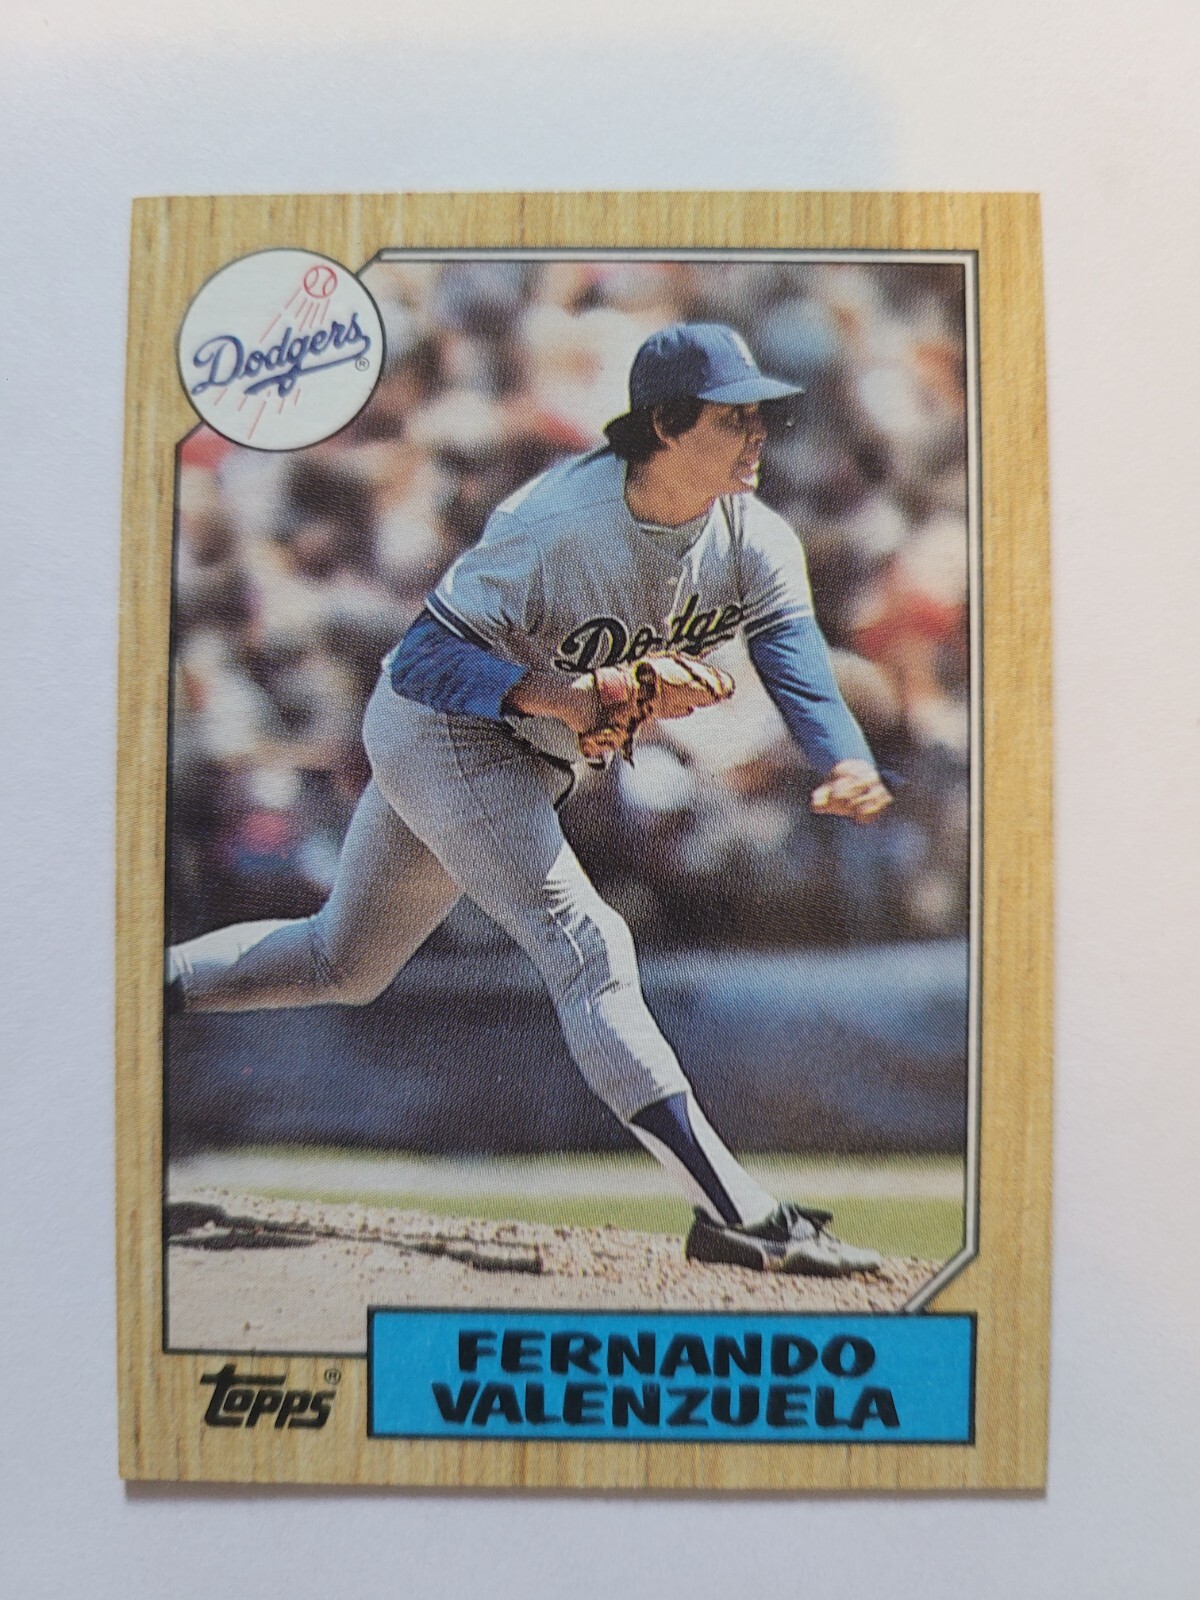 Dodgers®
Dodge
topps®
FERNANDO
VALENZUELA